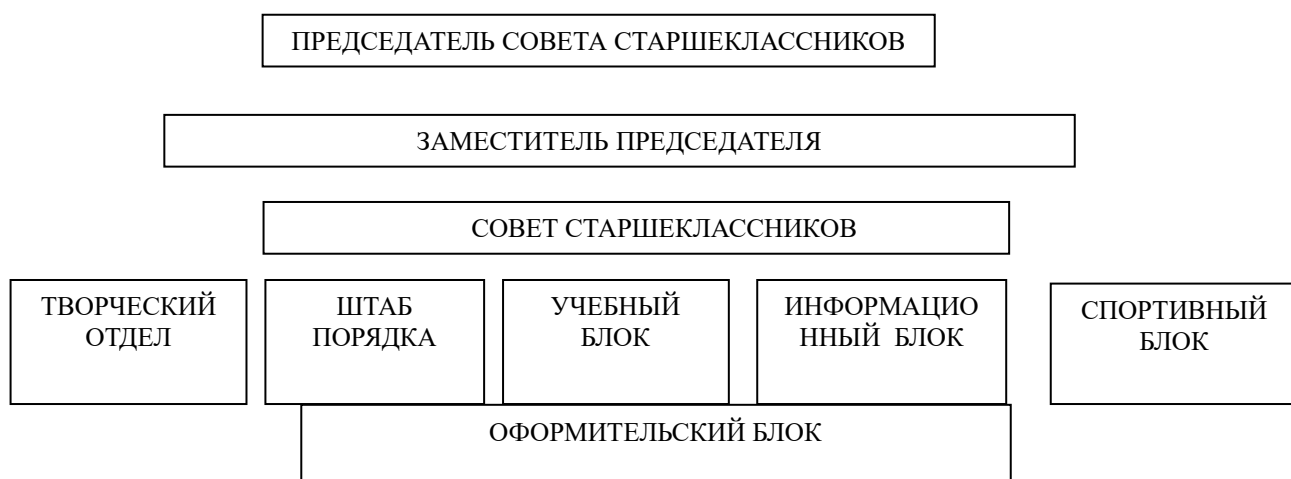 ПРЕДСЕДАТЕЛЬ СОВЕТА СТАРШЕКЛАССНИКОВ
ЗАМЕСТИТЕЛЬ ПРЕДСЕДАТЕЛЯ
СОВЕТ СТАРШЕКЛАССНИКОВ
ТВОРЧЕСКИЙ
ОТДЕЛ
ШТАБ
ПОРЯДКА
УЧЕБНЫЙ
БЛОК
ИНФОРМАЦИО
ННЫЙ БЛОК
СПОРТИВНЫЙ
БЛОК
ОФОРМИТЕЛЬСКИЙ БЛОК